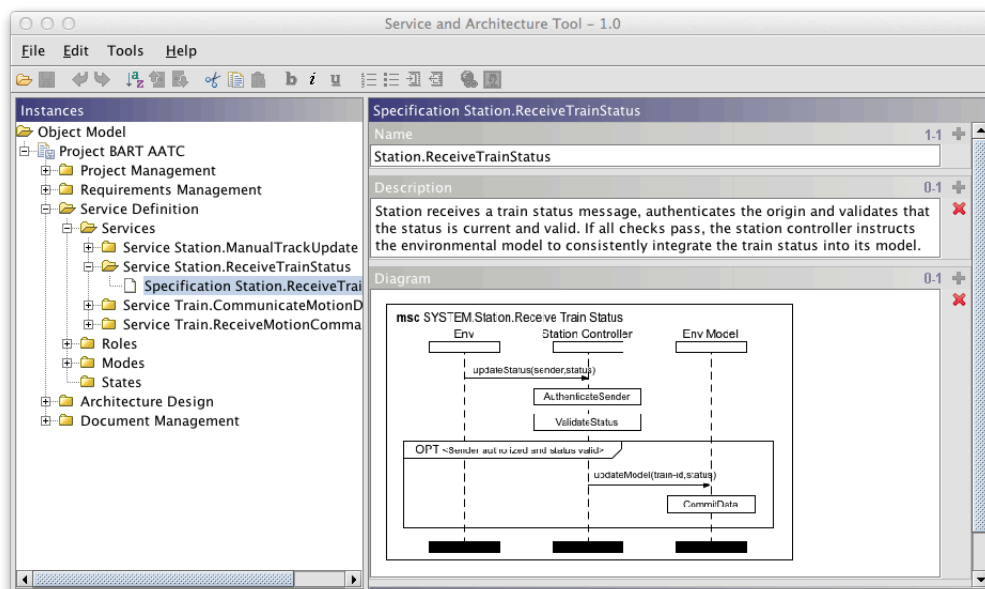 Service and Architecture Tool – 1.0
File Edit Tools Help
Instances
Object Model
Project BART AATC
Project Management
Requirements Management
Service Definition
Services
Service Station.ManualTrackUpdate
Service Station.ReceiveTrainStatus
Specification Station.ReceiveTrai
Service Train.CommunicateMotionD
Service Train.ReceiveMotionComma
Roles
Modes
States
Architecture Design
Document Management
Specification Station.ReceiveTrainStatus
Name 1-1
Station.ReceiveTrainStatus
Description 0-1
Station receives a train status message, authenticates the origin and validates that
the status is current and valid. If all checks pass, the station controller instructs
the environmental model to consistently integrate the train status into its model.
Diagram 0-1
msc SYSTEM.Station.Receive Train Status
Env Station Controller Env Model
updateStatus(sender,status)
AuthenticateSender
ValidateStatus
OPT <Sender authorized and status valid>
updateModel(train-id,status)
CommitData